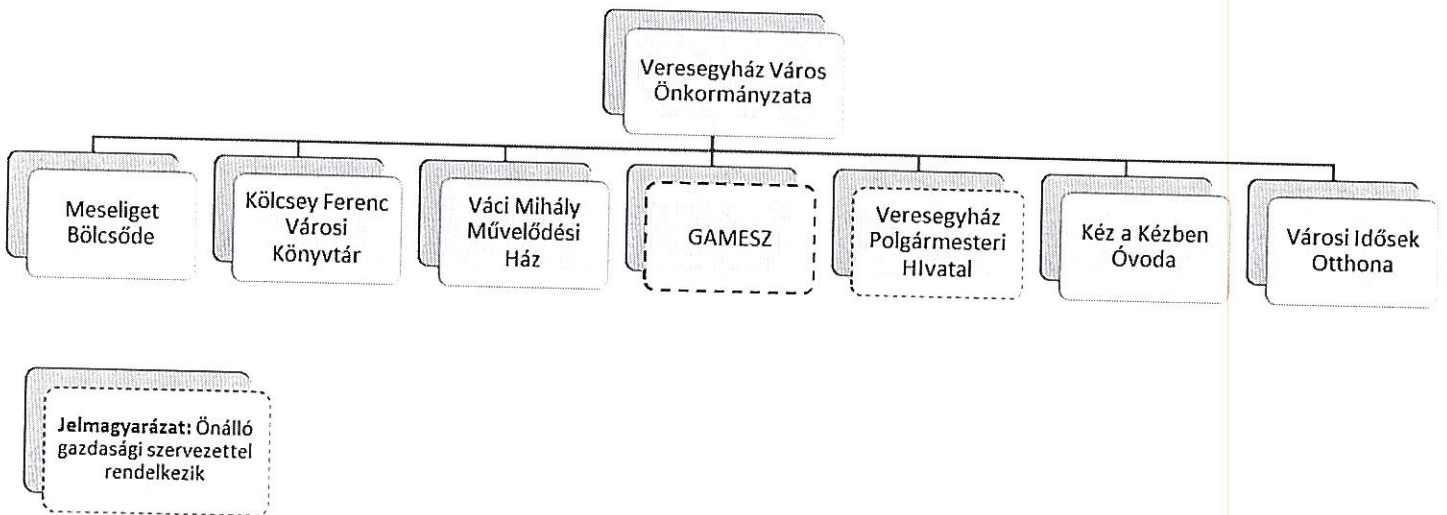 Veresegyház Város
Önkormányzata
Meseliget
Bölcsőde
Kölcsey Ferenc
Városi
Könyvtár
Váci Mihály
Művelődési
Ház
GAMESZ
Veresegyház
Polgármesteri
HIvatal
Kéz a Kézben
Óvoda
Városi Idősek
Otthona
Jelmagyarázat: Önálló
gazdasági szervezettel
rendelkezik